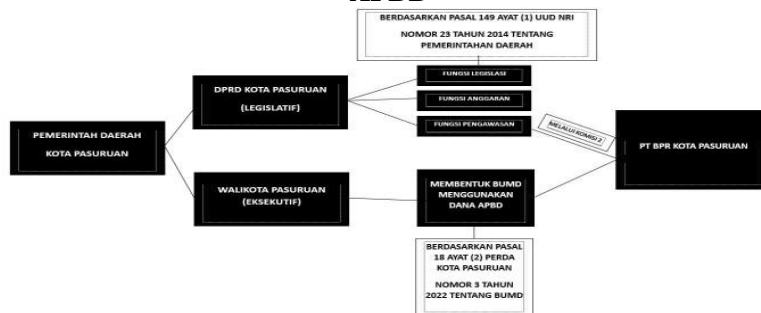 BERDASARKAN PASAL 149 AYAT (1) UUD NRI
NOMOR 23 TAHUN 2014 TENTANG
PEMERINTAHAN DAERAH
FUNGSI LEGISLASI
DPRD KOTA PASURUAN
(LEGISLATIF)
FUNGSI ANGGARAN
FUNGSI PENGAWASAN
MELALUI KOMISI 2
PEMERINTAH DAERAH
KOTA PASURUAN
PT BPR KOTA PASURUAN
WALIKOTA PASURUAN
(EKSEKUTIF)
MEMBENTUK BUMD
MENGGUNAKAN
DANA APBD
BERDASARKAN PASAL
18 AYAT (2) PERDA
KOTA PASURUAN
NOMOR 3 TAHUN
2022 TENTANG BUMD